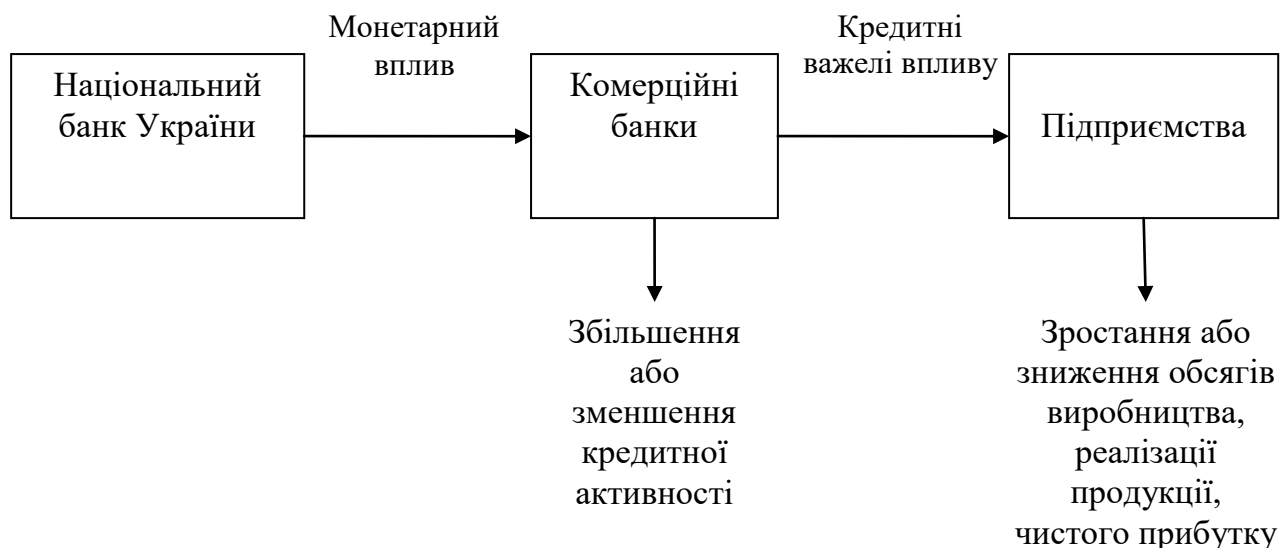 Монетарний
вплив
Кредитні
важелі впливу
Національний
банк України
Комерційні
банки
Підприємства
Збільшення
або
зменшення
кредитної
активності
Зростання або
зниження обсягів
виробництва,
реалізації
продукції,
чистого прибутку